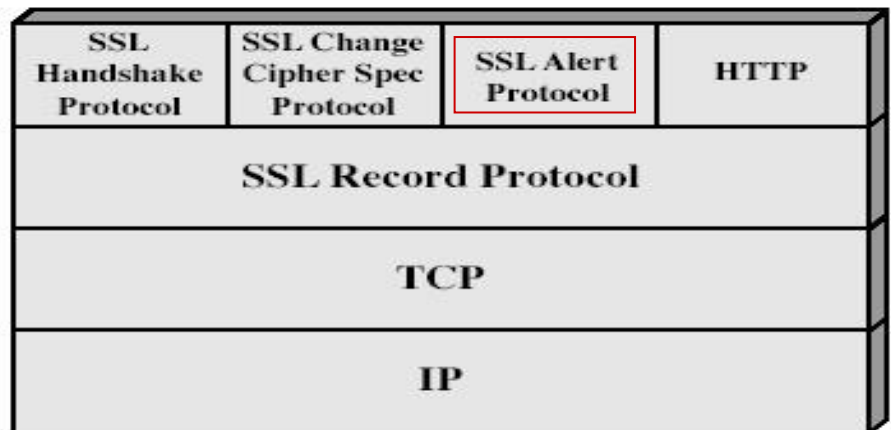 SSL
Handshake
Protocol
SSL Change
Cipher Spec
Protocol
SSL Alert
Protocol
HTTP
SSL Record Protocol
TCP
IP